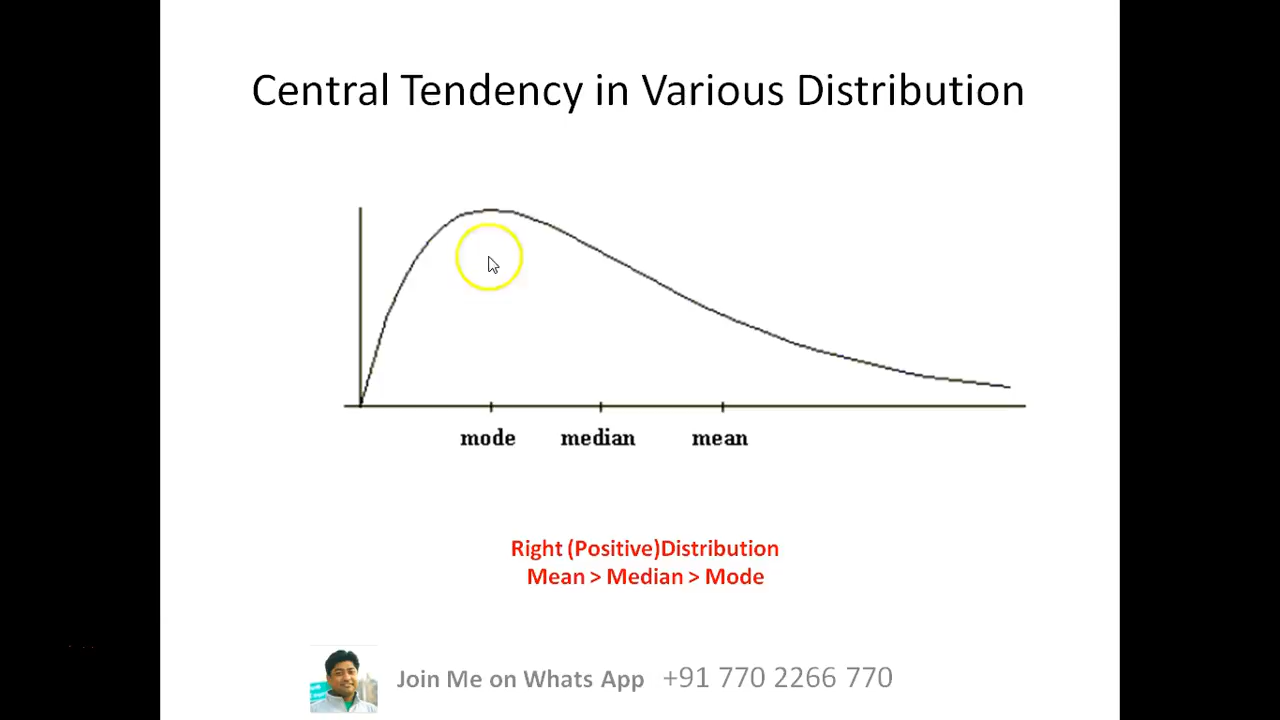 Central Tendency in Various Distribution
mode median mean
Right (Positive)Distribution
Mean > Median > Mode
Join Me on Whats App +91 770 2266 770